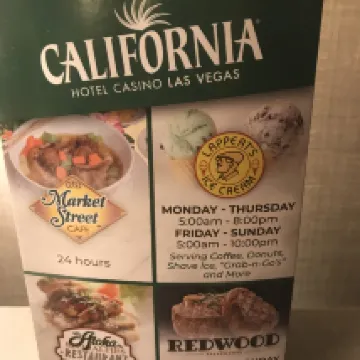 CALIFORNIA
HOTEL CASINO LAS VEGAS
Market
Street
CAFE
24 hours
LAPPERT'S
ICE CREAM
MONDAY - THURSDAY
5:00am - 8:00pm
FRIDAY - SUNDAY
5:00am - 10:00pm
Serving Coffee, Donuts,
Shave Ice, "Grab-n-Go's"
and More
Aloha
RESTAURANT
REDWOOD